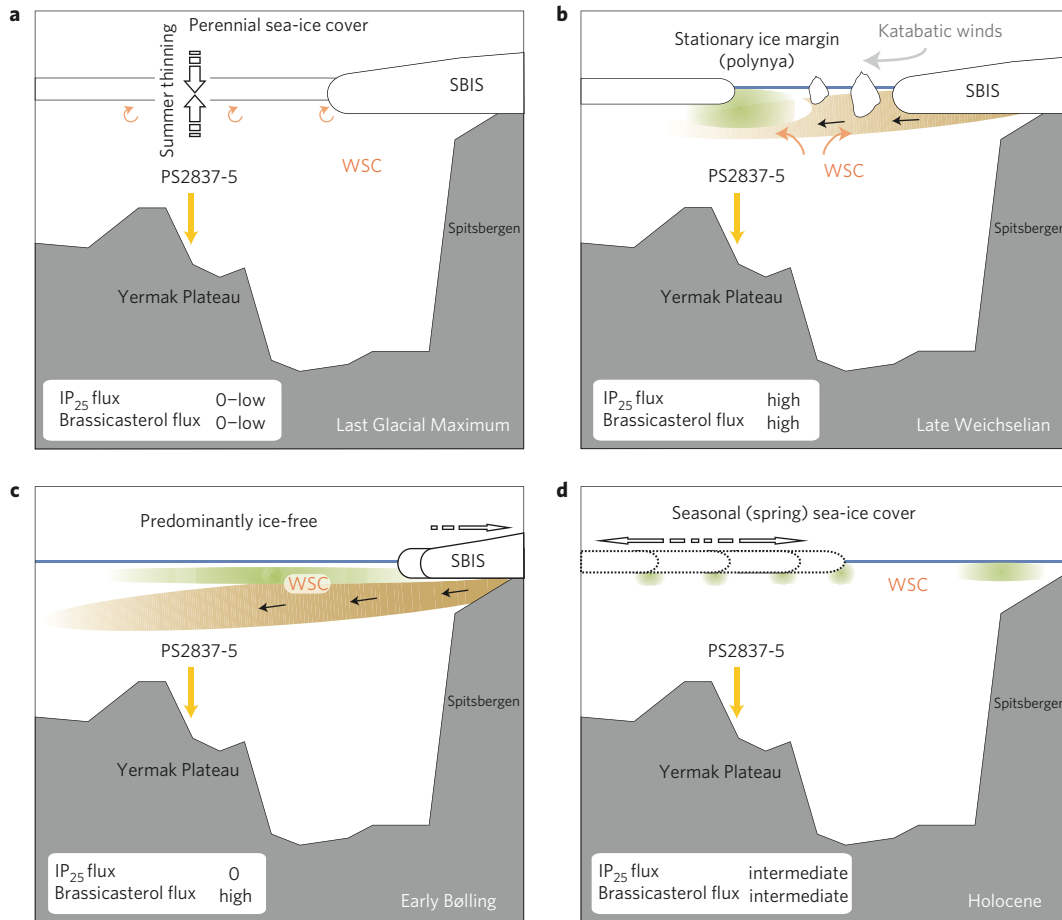 a
Perennial sea-ice cover
Summer thinning
SBIS
WSC
PS2837-5
Spitsbergen
Yermak Plateau
IP25 flux 0–low
Brassicasterol flux 0–low
Last Glacial Maximum
b
Katabatic winds
Stationary ice margin
(polynya)
SBIS
WSC
PS2837-5
Spitsbergen
Yermak Plateau
IP25 flux high
Brassicasterol flux high
Late Weichselian
c
Predominantly ice-free
SBIS
WSC
PS2837-5
Spitsbergen
Yermak Plateau
IP25 flux 0
Brassicasterol flux high
Early Bølling
d
Seasonal (spring) sea-ice cover
WSC
PS2837-5
Spitsbergen
Yermak Plateau
IP25 flux intermediate
Brassicasterol flux intermediate
Holocene